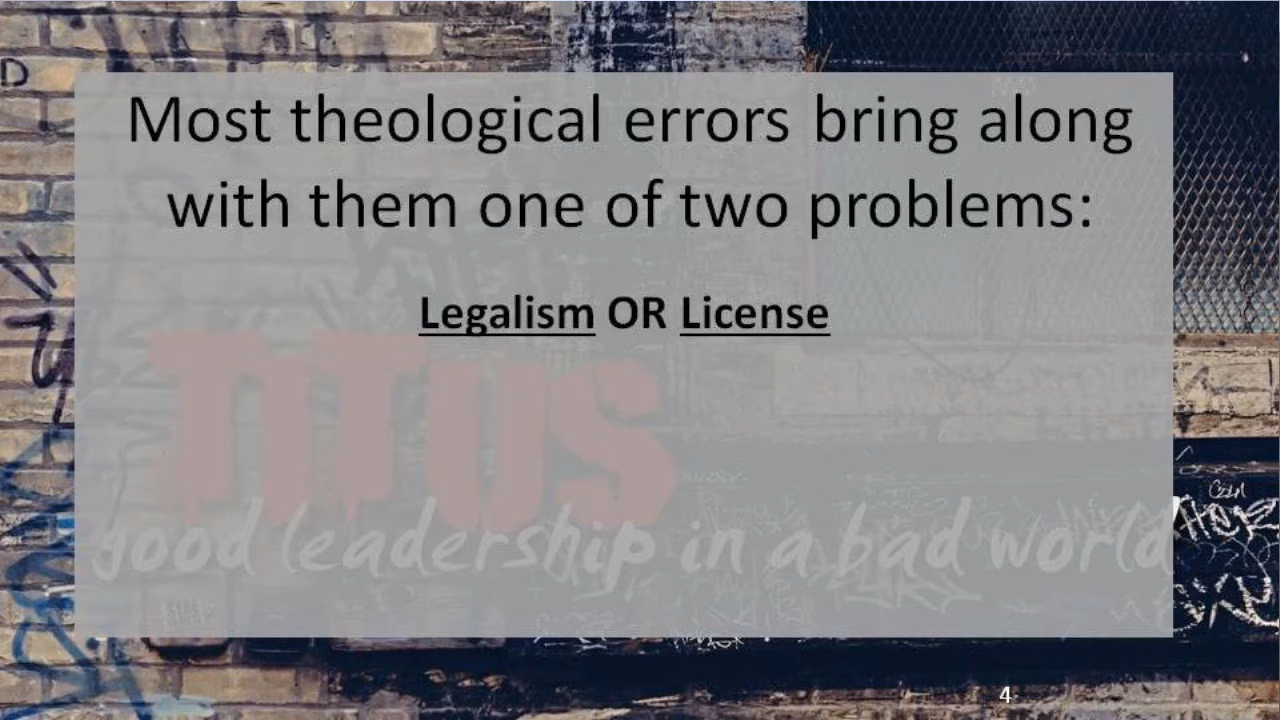 D
Most theological errors bring along
with them one of two problems:
Legalism OR License
TiTUS
good leadership in a bad world
4